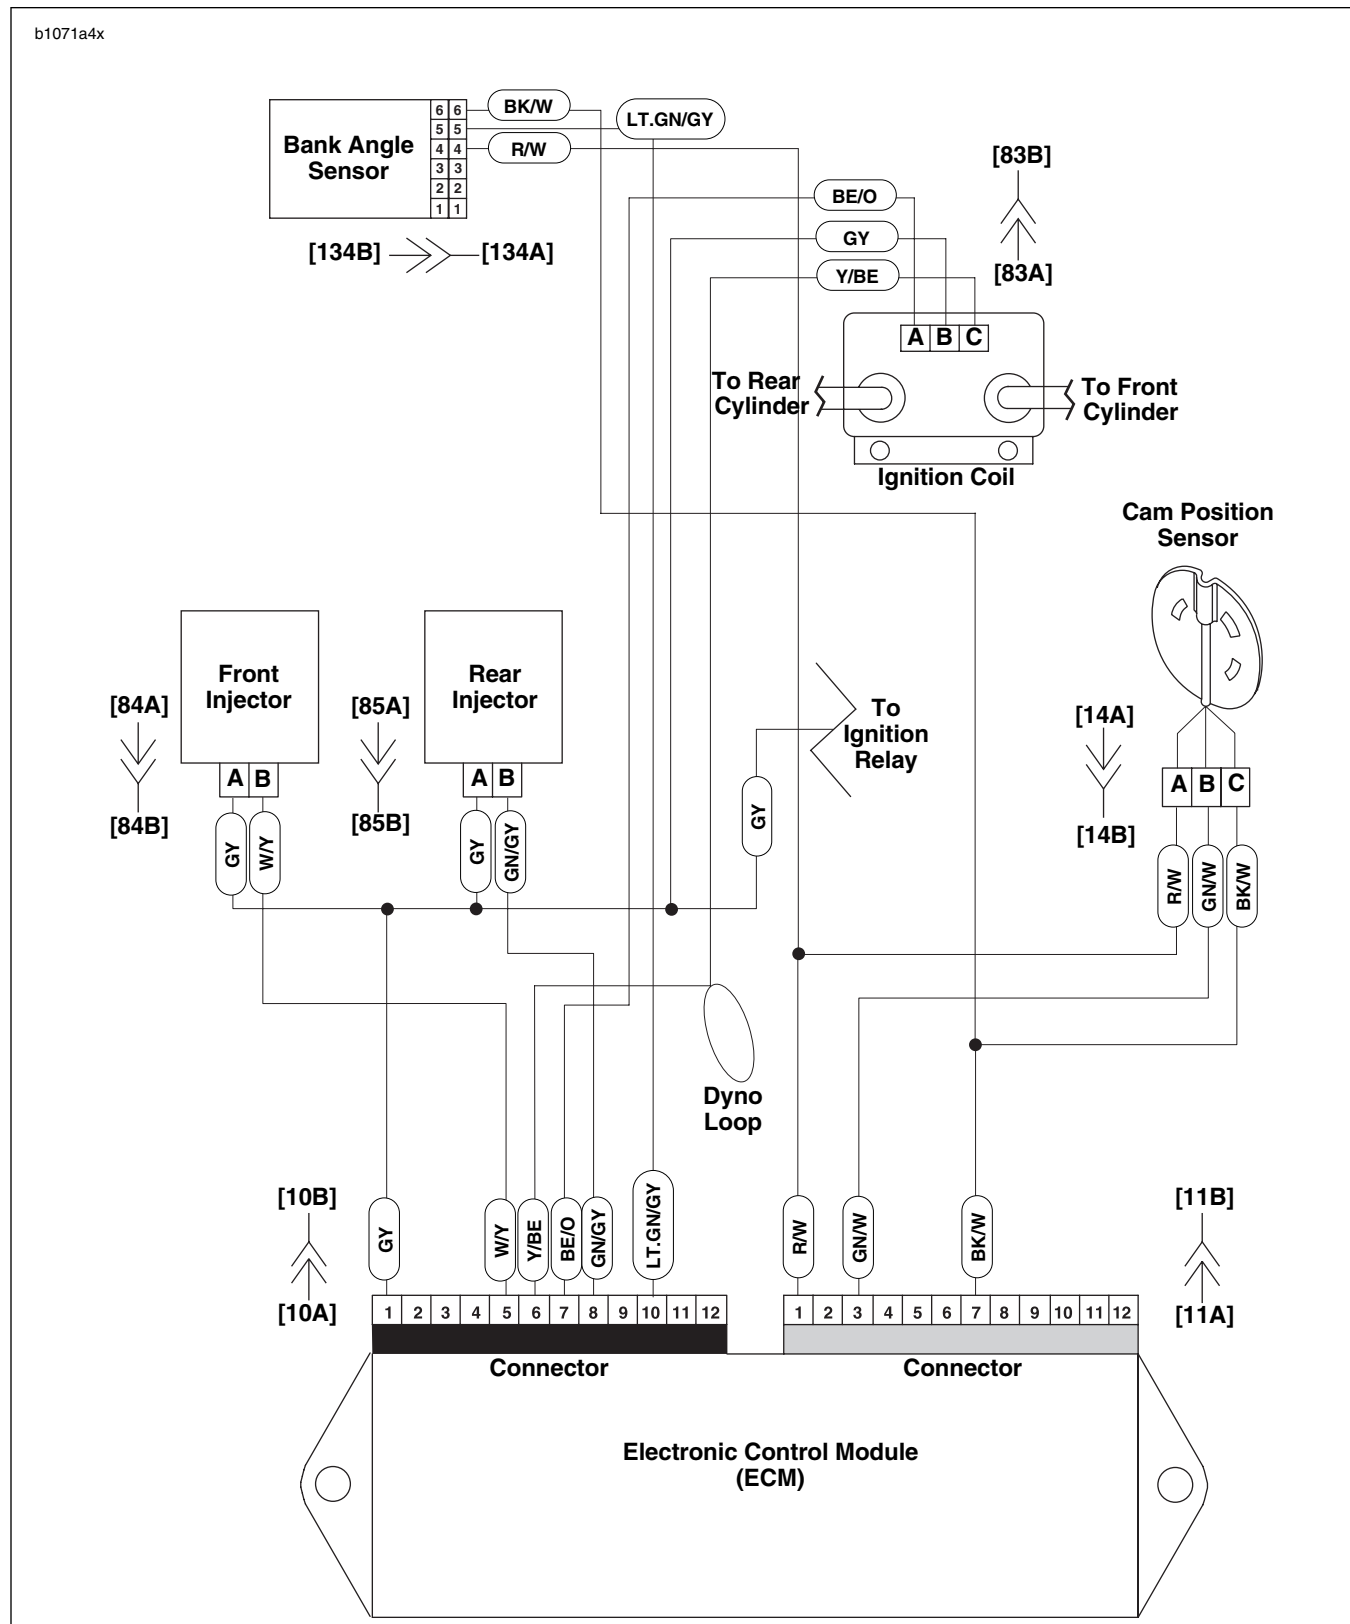 b1071a4x
Bank Angle
Sensor
6 6
5 5
4 4
3 3
2 2
1 1
BK/W
LT.GN/GY
R/W
[134B]
[134A]
BE/O
GY
Y/BE
[83B]
[83A]
A B C
To Rear
Cylinder
To Front
Cylinder
Ignition Coil
Cam Position
Sensor
Front
Injector
Rear
Injector
[84A]
[84B]
[85A]
[85B]
A B
A B
GY
W/Y
GY
GN/GY
To
Ignition
Relay
GY
[14A]
[14B]
A B C
R/W
GN/W
BK/W
Dyno
Loop
[10B]
[10A]
GY
W/Y
Y/BE
BE/O
GN/GY
LT.GN/GY
R/W
GN/W
BK/W
[11B]
[11A]
1 2 3 4 5 6 7 8 9 10 11 12
1 2 3 4 5 6 7 8 9 10 11 12
Connector
Connector
Electronic Control Module
(ECM)